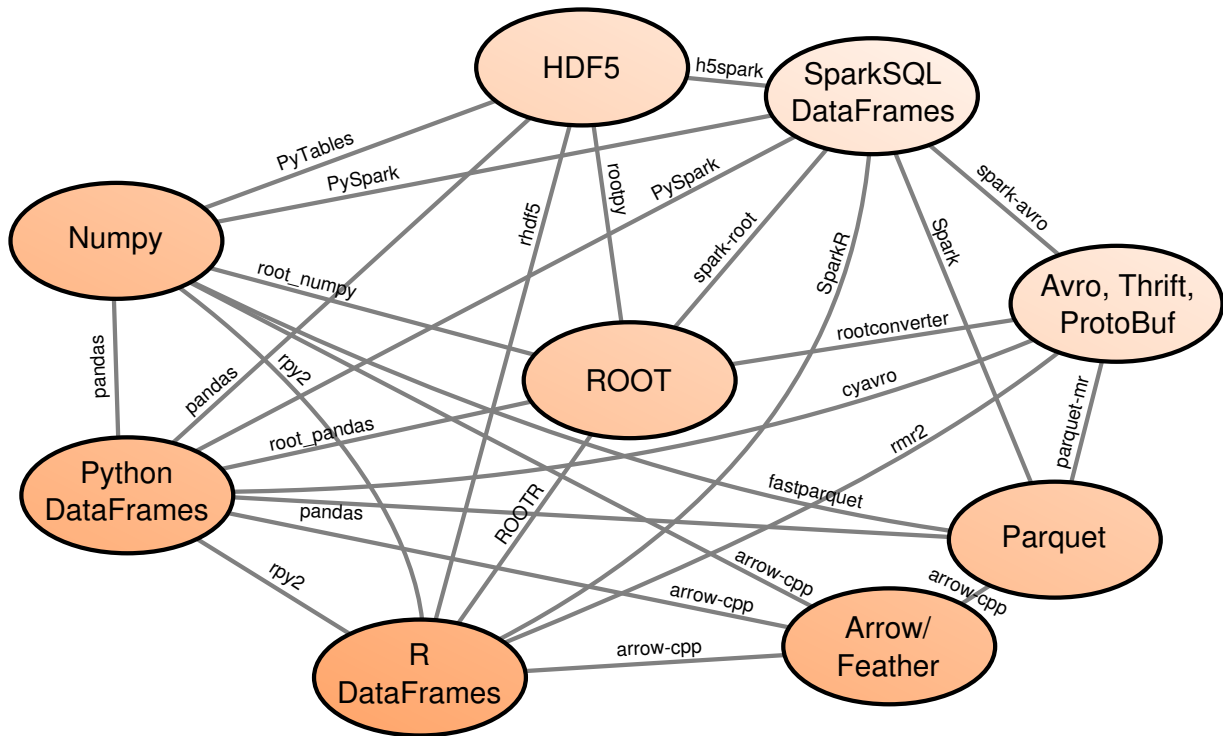 HDF5
h5spark
SparkSQL
DataFrames
PyTables
PySpark
rootpy
PySpark
spark-avro
rhdf5
Spark
spark-root
SparkR
Numpy
root_numpy
Avro, Thrift,
ProtoBuf
rootconverter
pandas
rpy2
pandas
ROOT
cyavro
parquet-mr
root_pandas
rmr2
Python
DataFrames
pandas
ROOTR
fastparquet
Parquet
rpy2
arrow-cpp
arrow-cpp
arrow-cpp
arrow-cpp
R
DataFrames
Arrow/
Feather